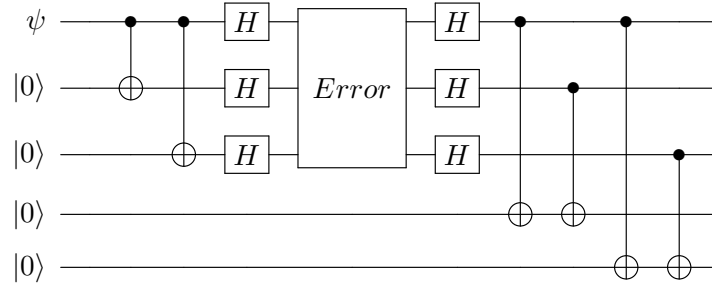 ψ H H
|0⟩ H Error H
|0⟩ H H
|0⟩
|0⟩